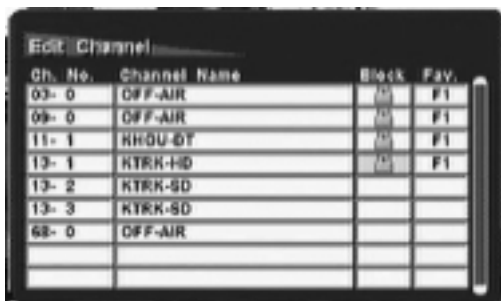 Edit Channel
Ch. No. Channel Name Block Fav.
03- 0 OFF-AIR F1
09- 0 OFF-AIR F1
11- 1 KHOU-DT F1
13- 1 KTRK-HD F1
13- 2 KTRK-SD
13- 3 KTRK-SD
68- 0 OFF-AIR